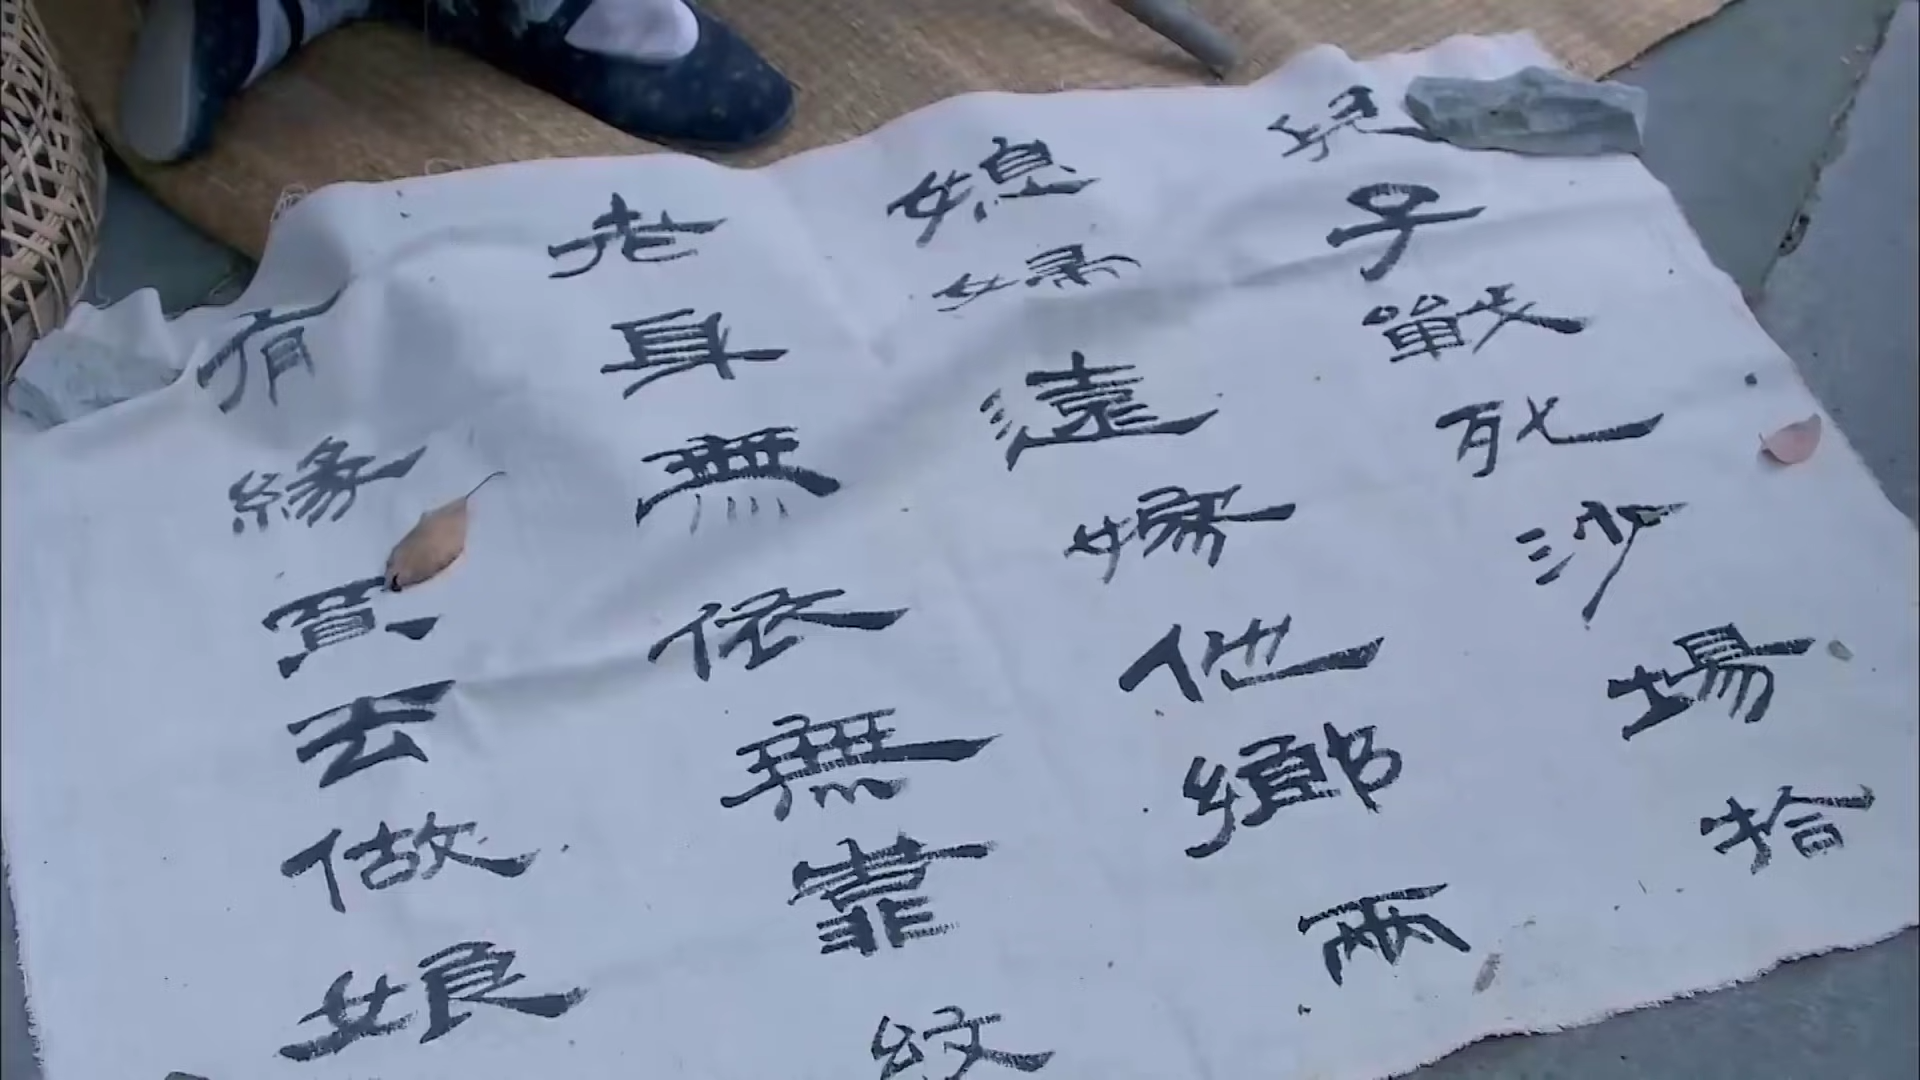 兒子戰死沙場
媳婦遠嫁他鄉
老身無依無靠
有緣買去做娘
拾兩紋